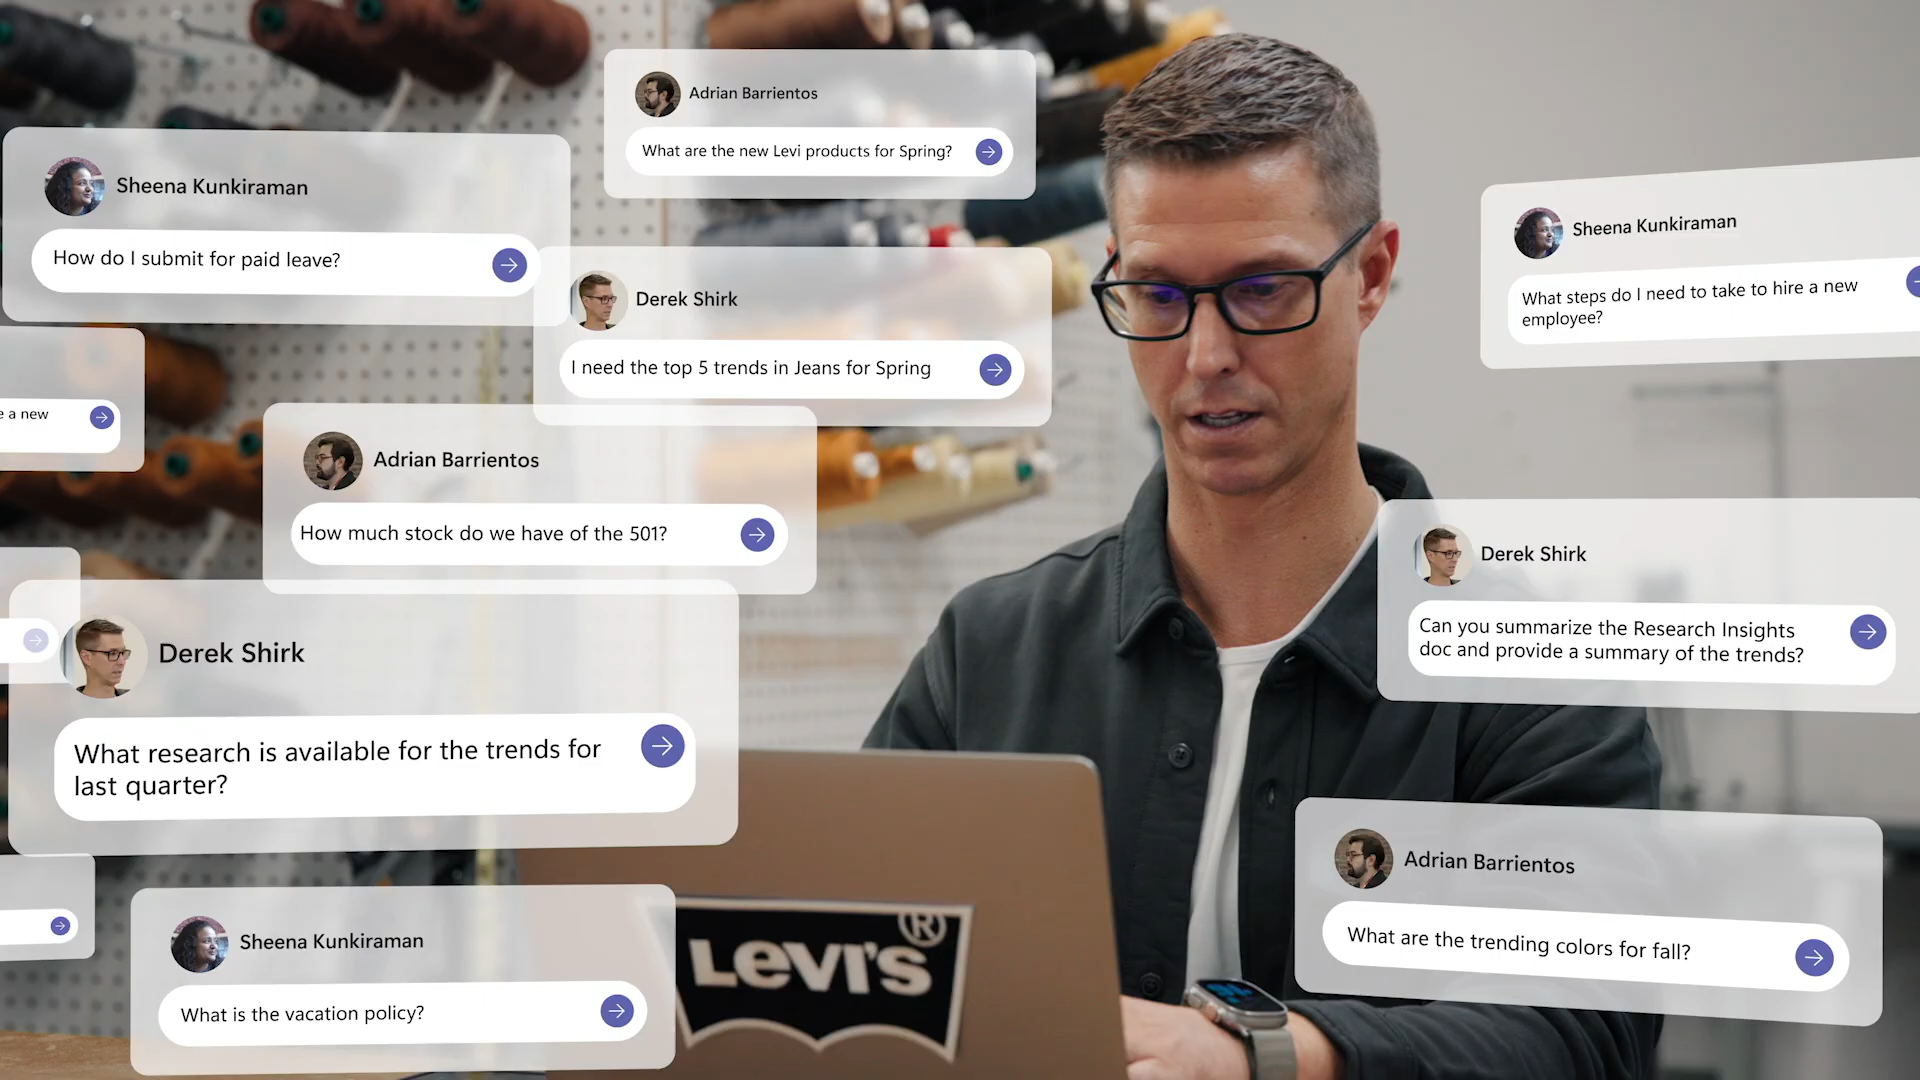 Adrian Barrientos
What are the new Levi products for Spring?
Sheena Kunkiraman
How do I submit for paid leave?
Sheena Kunkiraman
What steps do I need to take to hire a new
employee?
Derek Shirk
I need the top 5 trends in Jeans for Spring
a new
Adrian Barrientos
How much stock do we have of the 501?
Derek Shirk
Can you summarize the Research Insights
doc and provide a summary of the trends?
Derek Shirk
What research is available for the trends for
last quarter?
Adrian Barrientos
What are the trending colors for fall?
Sheena Kunkiraman
What is the vacation policy?
LEVI'S ®